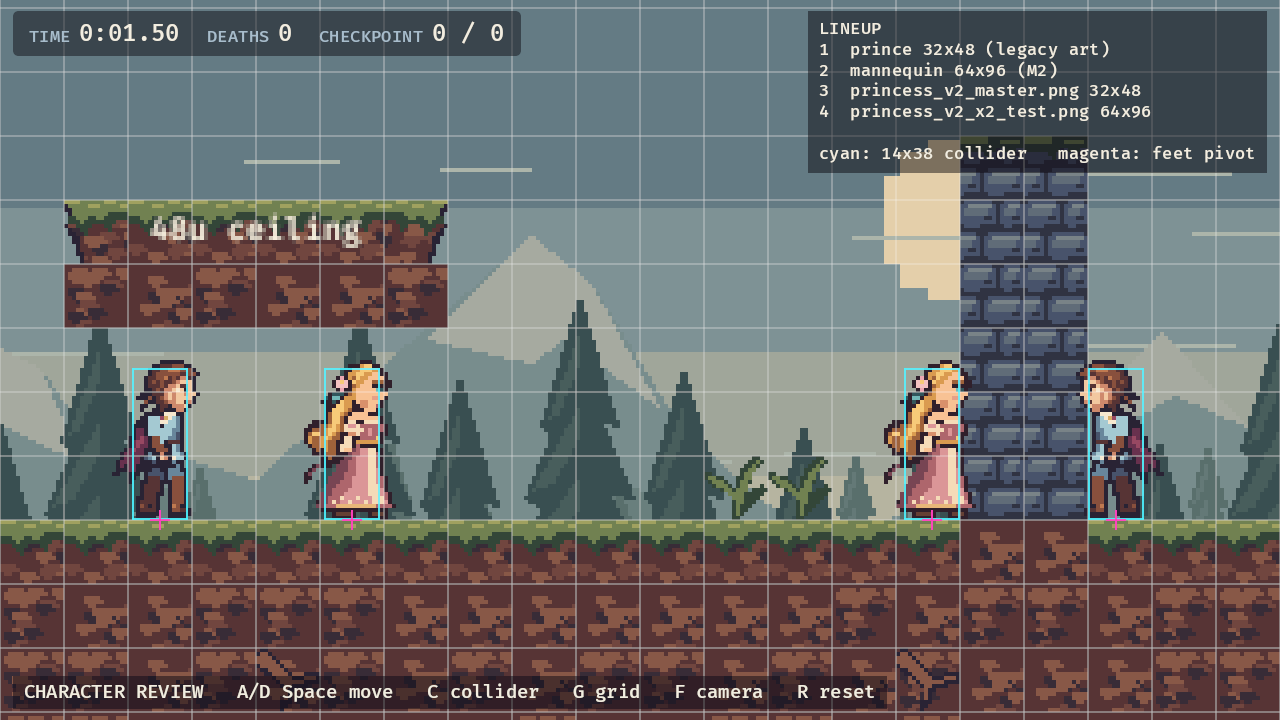 TIME 0:01.50 DEATHS 0 CHECKPOINT 0 / 0
LINEUP
1 prince 32x48 (legacy art)
2 mannequin 64x96 (M2)
3 princess_v2_master.png 32x48
4 princess_v2_x2_test.png 64x96
cyan: 14x38 collider magenta: feet pivot
48u ceiling
CHARACTER REVIEW A/D Space move C collider G grid F camera R reset